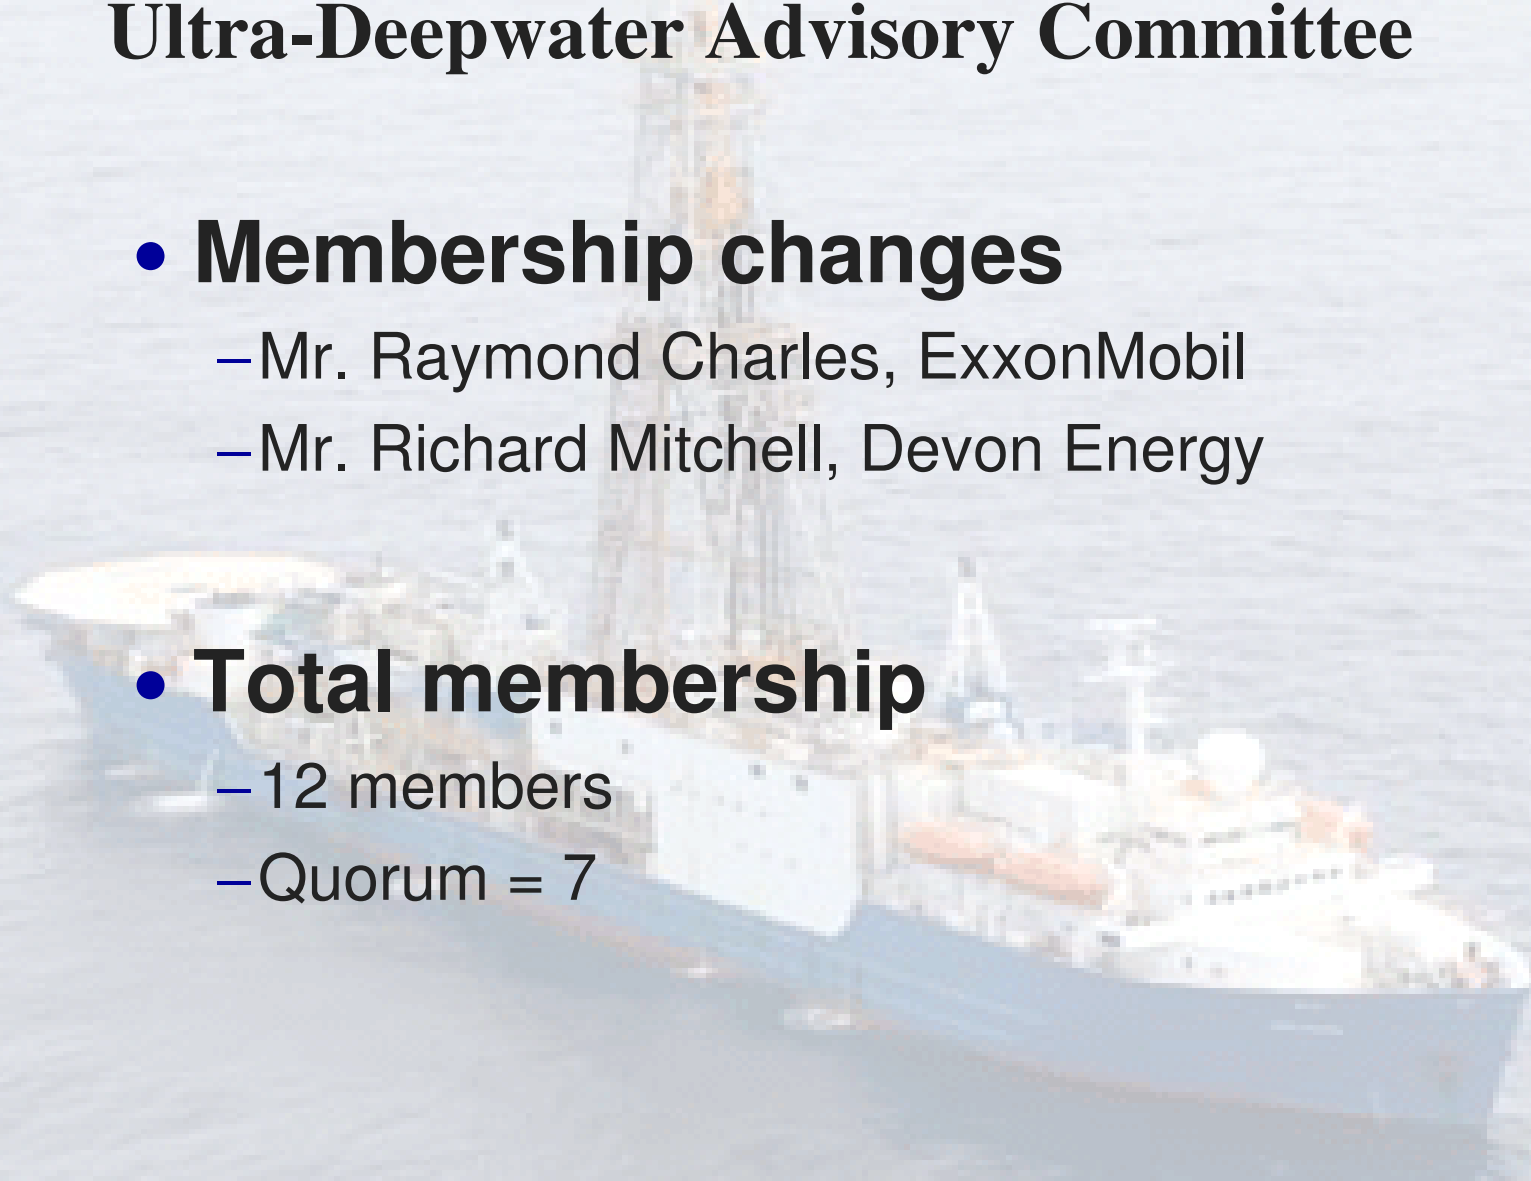 Ultra-Deepwater Advisory Committee
• Membership changes
–Mr. Raymond Charles, ExxonMobil
–Mr. Richard Mitchell, Devon Energy
• Total membership
–12 members
–Quorum = 7